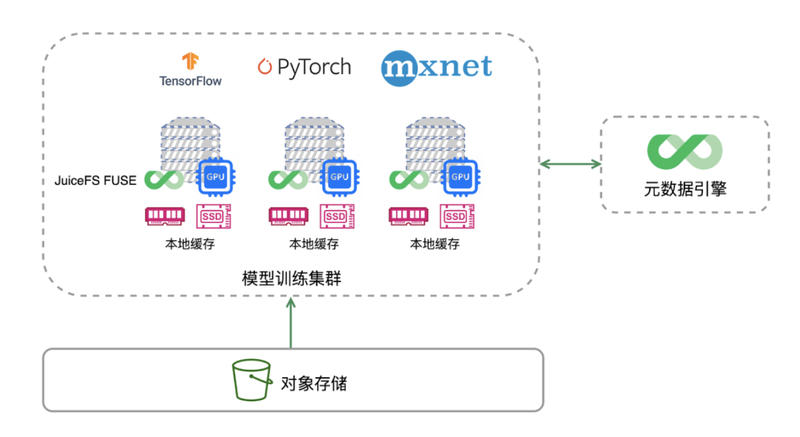 TensorFlow
PyTorch
mxnet
JuiceFS FUSE
GPU
GPU
GPU
SSD
SSD
SSD
本地缓存
本地缓存
本地缓存
模型训练集群
元数据引擎
对象存储